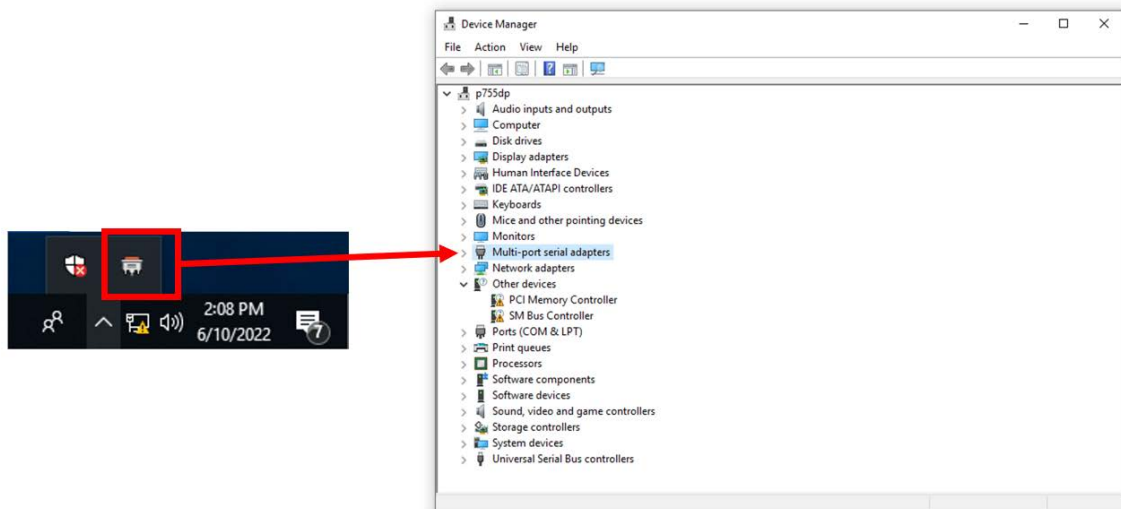 Device Manager
File Action View Help
p755dp
Audio inputs and outputs
Computer
Disk drives
Display adapters
Human Interface Devices
IDE ATA/ATAPI controllers
Keyboards
Mice and other pointing devices
Monitors
Multi-port serial adapters
Network adapters
Other devices
PCI Memory Controller
SM Bus Controller
Ports (COM & LPT)
Print queues
Processors
Software components
Software devices
Sound, video and game controllers
Storage controllers
System devices
Universal Serial Bus controllers
2:08 PM
6/10/2022
7